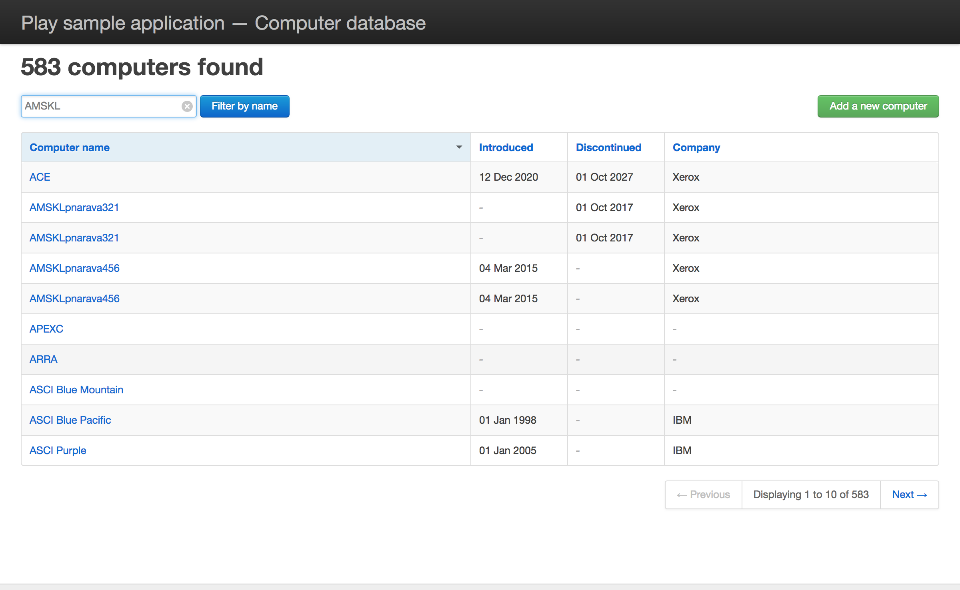 Play sample application — Computer database
583 computers found
AMSKL Filter by name Add a new computer
Computer name Introduced Discontinued Company
ACE 12 Dec 2020 01 Oct 2027 Xerox
AMSKLpnarava321 - 01 Oct 2017 Xerox
AMSKLpnarava321 - 01 Oct 2017 Xerox
AMSKLpnarava456 04 Mar 2015 - Xerox
AMSKLpnarava456 04 Mar 2015 - Xerox
APEXC - - -
ARRA - - -
ASCI Blue Mountain - - -
ASCI Blue Pacific 01 Jan 1998 - IBM
ASCI Purple 01 Jan 2005 - IBM
← Previous Displaying 1 to 10 of 583 Next →